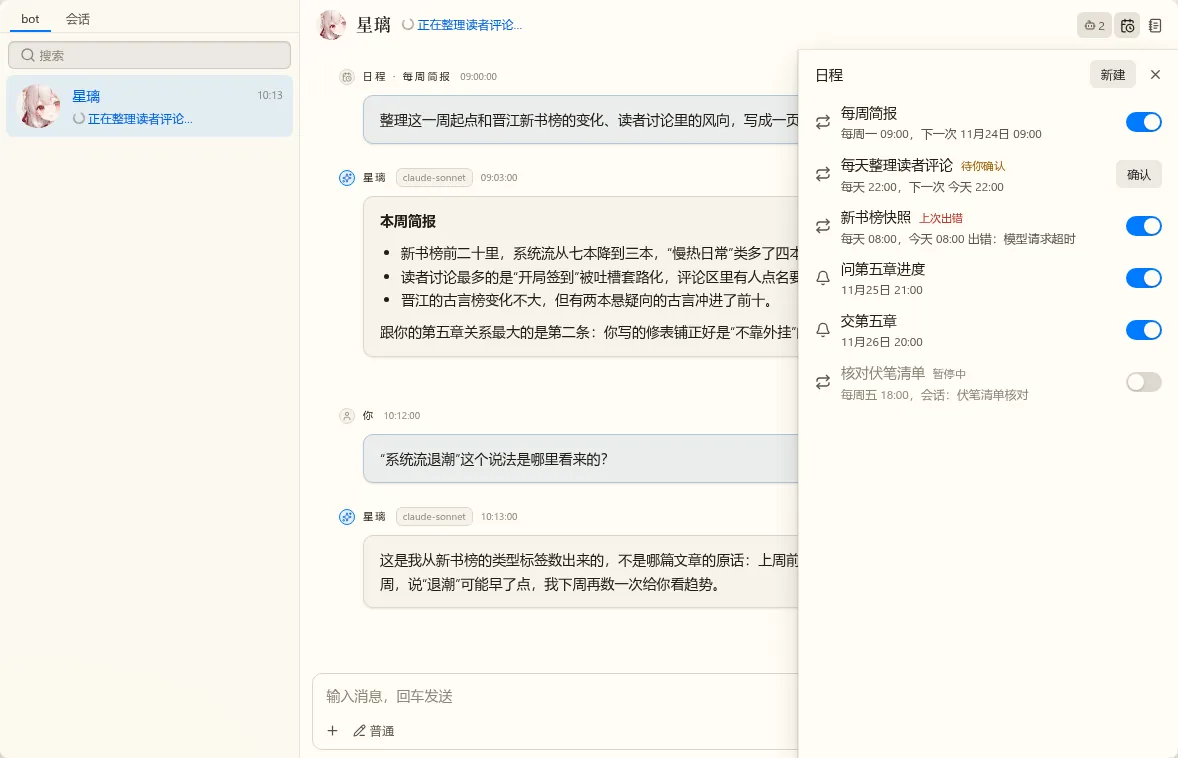 bot 会话
搜索
星璃 10:13
正在整理读者评论...
星璃 正在整理读者评论...
2
日程 · 每周简报 09:00:00
整理这一周起点和晋江新书榜的变化、读者讨论里的风向，写成一页
星璃 claude-sonnet 09:03:00
本周简报
• 新书榜前二十里，系统流从七本降到三本，“慢热日常”类多了四本
• 读者讨论最多的是“开局签到”被吐槽套路化，评论区里有人点名要
• 晋江的古言榜变化不大，但有两本悬疑向的古言冲进了前十。
跟你的第五章关系最大的是第二条：你写的修表铺正好是“不靠外挂”
你 10:12:00
“系统流退潮”这个说法是哪里看来的？
星璃 claude-sonnet 10:13:00
这是我从新书榜的类型标签数出来的，不是哪篇文章的原话：上周前
周，说“退潮”可能早了点，我下周再数一次给你看趋势。
输入消息，回车发送
普通
日程 新建
每周简报
每周一 09:00，下一次 11月24日 09:00
每天整理读者评论 待你确认
每天 22:00，下一次 今天 22:00
确认
新书榜快照 上次出错
每天 08:00，今天 08:00 出错：模型请求超时
问第五章进度
11月25日 21:00
交第五章
11月26日 20:00
核对伏笔清单 暂停中
每周五 18:00，会话：伏笔清单核对